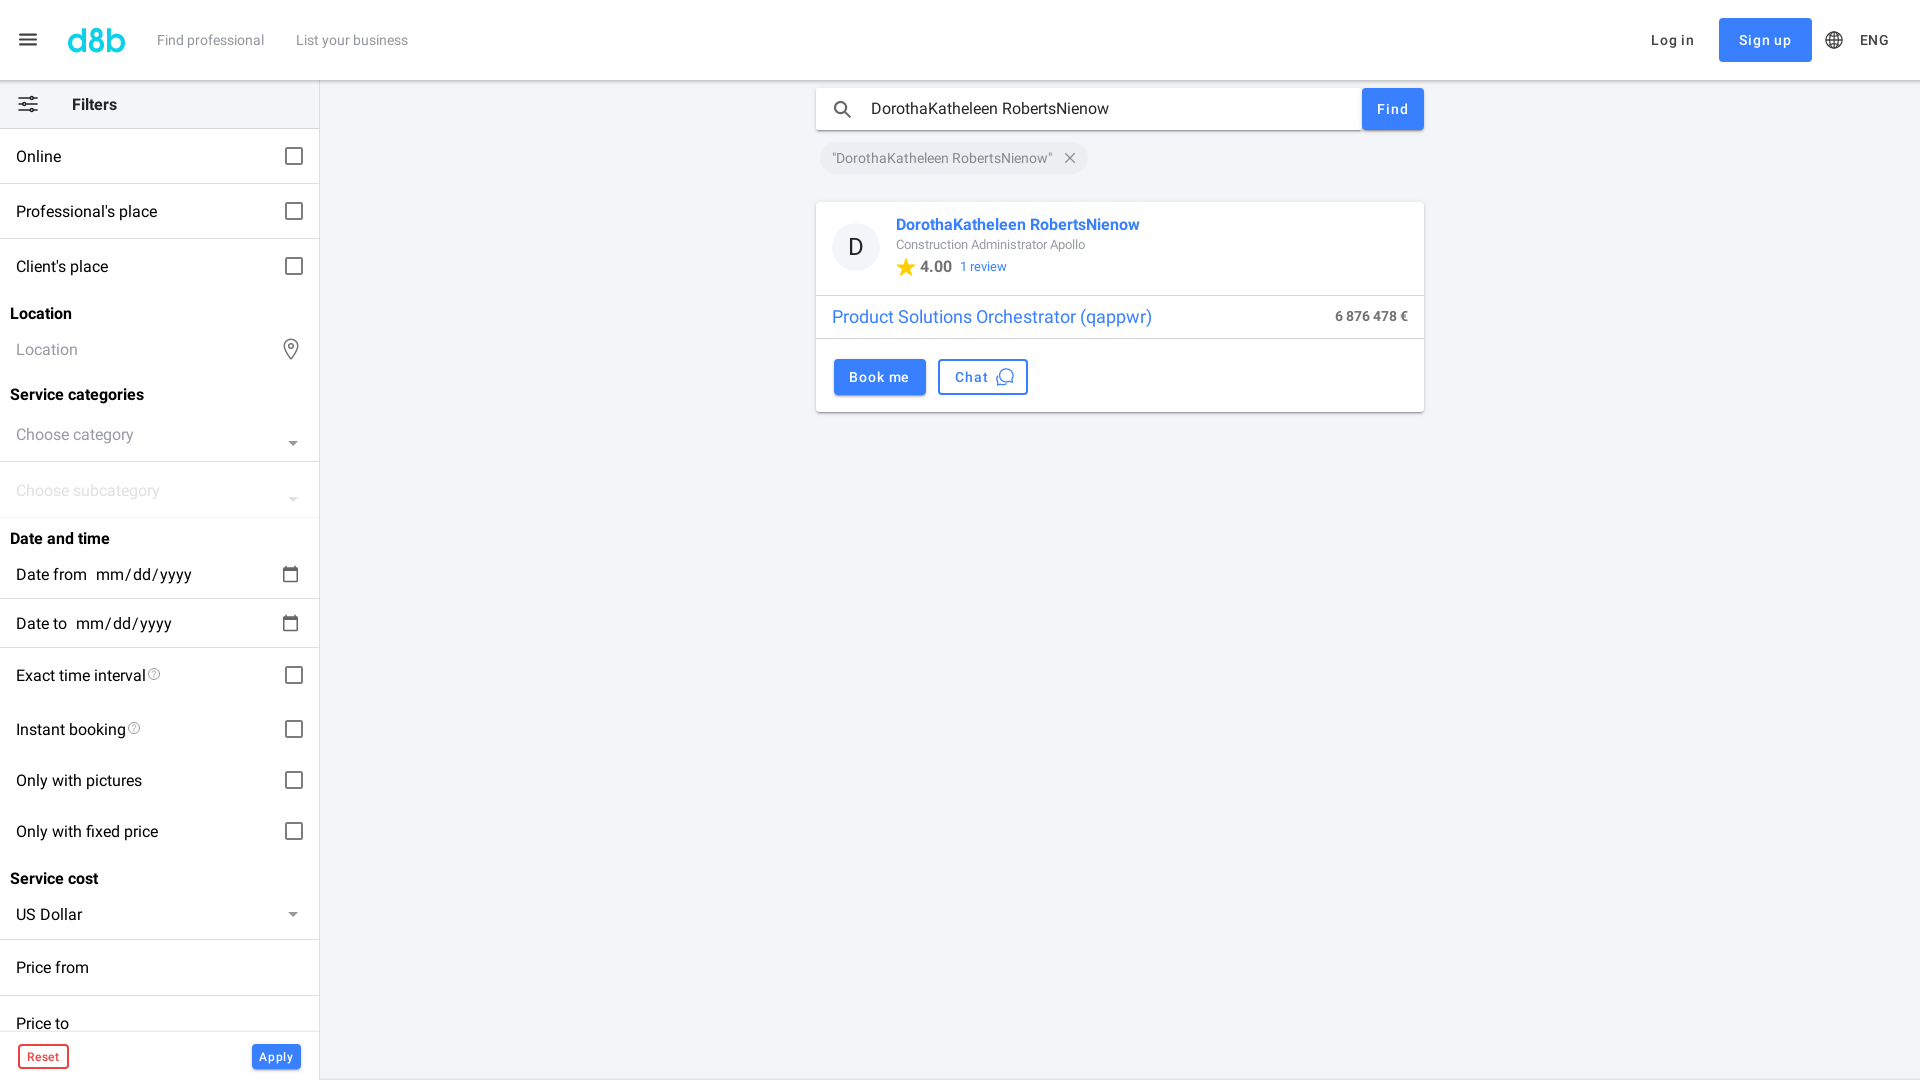 d8b
Find professional
List your business
Log in
Sign up
ENG
Filters
Online
Professional's place
Client's place
Location
Location
Service categories
Choose category
Choose subcategory
Date and time
Date from mm/dd/yyyy
Date to mm/dd/yyyy
Exact time interval
Instant booking
Only with pictures
Only with fixed price
Service cost
US Dollar
Price from
Price to
Reset
Apply
DorothaKatheleen RobertsNienow
Find
"DorothaKatheleen RobertsNienow"
D
DorothaKatheleen RobertsNienow
Construction Administrator Apollo
4.00 1 review
Product Solutions Orchestrator (qappwr)
6 876 478 €
Book me
Chat